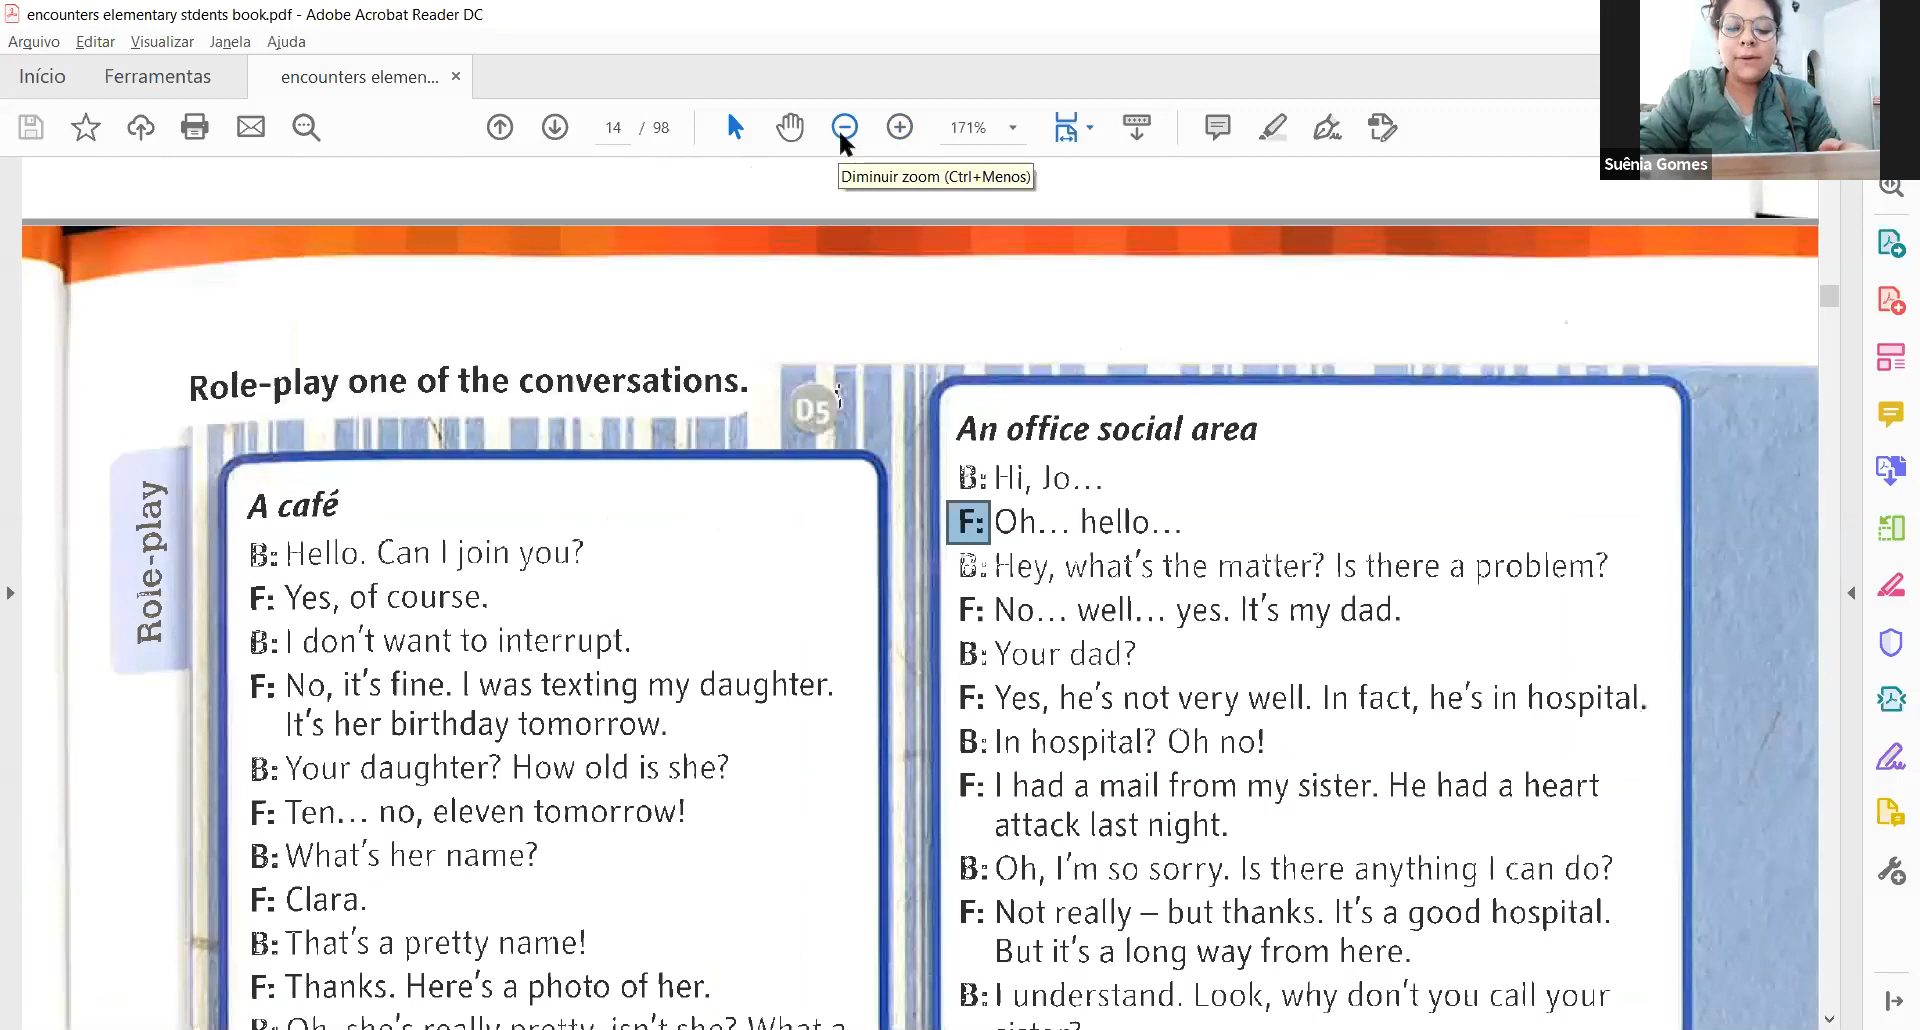 encounters elementary stdents book.pdf - Adobe Acrobat Reader DC
Arquivo Editar Visualizar Janela Ajuda
Início Ferramentas encounters elemen... ×
14 / 98 171%
Diminuir zoom (Ctrl+Menos)
Suênia Gomes
Role-play one of the conversations.
D5
Role-play
A café
B: Hello. Can I join you?
F: Yes, of course.
B: I don't want to interrupt.
F: No, it's fine. I was texting my daughter.
It's her birthday tomorrow.
B: Your daughter? How old is she?
F: Ten... no, eleven tomorrow!
B: What's her name?
F: Clara.
B: That's a pretty name!
F: Thanks. Here's a photo of her.
B: Oh, she's really pretty, isn't she? What a
An office social area
B: Hi, Jo...
F: Oh... hello...
B: Hey, what's the matter? Is there a problem?
F: No... well... yes. It's my dad.
B: Your dad?
F: Yes, he's not very well. In fact, he's in hospital.
B: In hospital? Oh no!
F: I had a mail from my sister. He had a heart
attack last night.
B: Oh, I'm so sorry. Is there anything I can do?
F: Not really – but thanks. It's a good hospital.
But it's a long way from here.
B: I understand. Look, why don't you call your
sister?